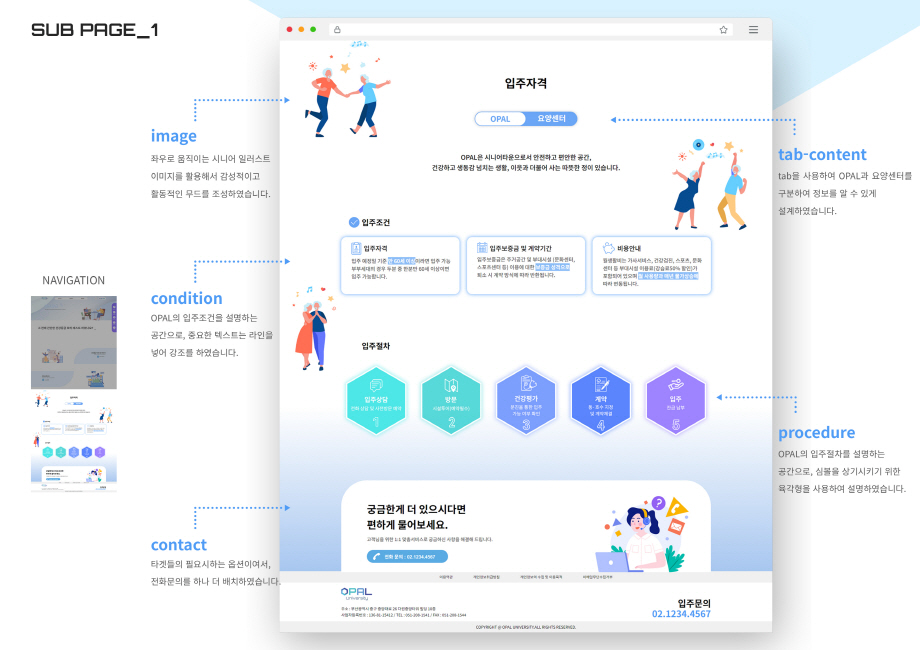 SUB PAGE_1
입주자격
OPAL 요양센터
image
좌우로 움직이는 시니어 일러스트
이미지를 활용해서 감성적이고
활동적인 무드를 조성하였습니다.
tab-content
tab을 사용하여 OPAL과 요양센터를
구분하여 정보를 알 수 있게
설계하였습니다.
OPAL은 시니어타운으로서 안전하고 편안한 공간,
건강하고 생동감 넘치는 생활, 이웃과 더불어 사는 따뜻한 정이 있습니다.
입주조건
입주자격
입주 예정일 기준 만 60세 이상이라면 입주 가능
부부세대의 경우 두분 중 한분만 60세 이상이면
입주 가능합니다.
입주보증금 및 계약기간
입주보증금은 주거공간 및 부대시설 (문화센터,
스포츠센터 등) 이용에 대한
퇴소 시 계약 방식에 따라 반환됩니다.
비용안내
월생활비는 가사서비스, 건강검진, 스포츠, 문화
센터 등 부대시설 이용료(강습료50% 할인)가
포함되어 있으며
따라 변동됩니다.
NAVIGATION
condition
OPAL의 입주조건을 설명하는
공간으로, 중요한 텍스트는 라인을
넣어 강조를 하였습니다.
입주절차
입주상담
전화 상담 및 사전방문 예약
1
방문
시설투어(예약필수)
2
건강평가
문진을 통한 입주
가능 여부 확인
3
계약
동·호수 지정
및 계약체결
4
입주
잔금 납부
5
procedure
OPAL의 입주절차를 설명하는
공간으로, 심볼을 상기시키기 위한
육각형을 사용하여 설명하였습니다.
contact
타겟들의 필요시하는 옵션이여서,
전화문의를 하나 더 배치하였습니다.
궁금한게 더 있으시다면
편하게 물어보세요.
고객님을 위한 1:1 맞춤서비스로 궁금하신 사항을 해결해 드립니다.
전화 문의 : 02.1234.4567
이용약관 개인정보취급방침
OPAL
university
입주문의
02.1234.4567
COPYRIGHT @ OPAL UNIVERSITY.ALL RIGHTS RESERVED.